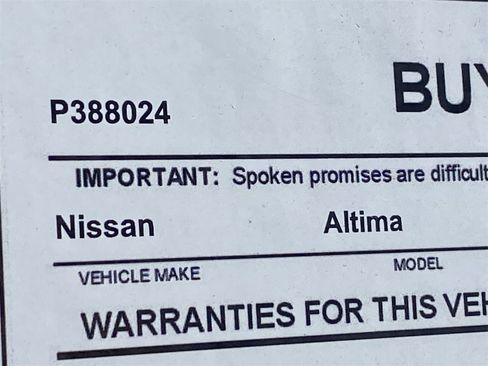 P388024
BUY
IMPORTANT: Spoken promises are difficult
Nissan Altima
VEHICLE MAKE MODEL
WARRANTIES FOR THIS VEH